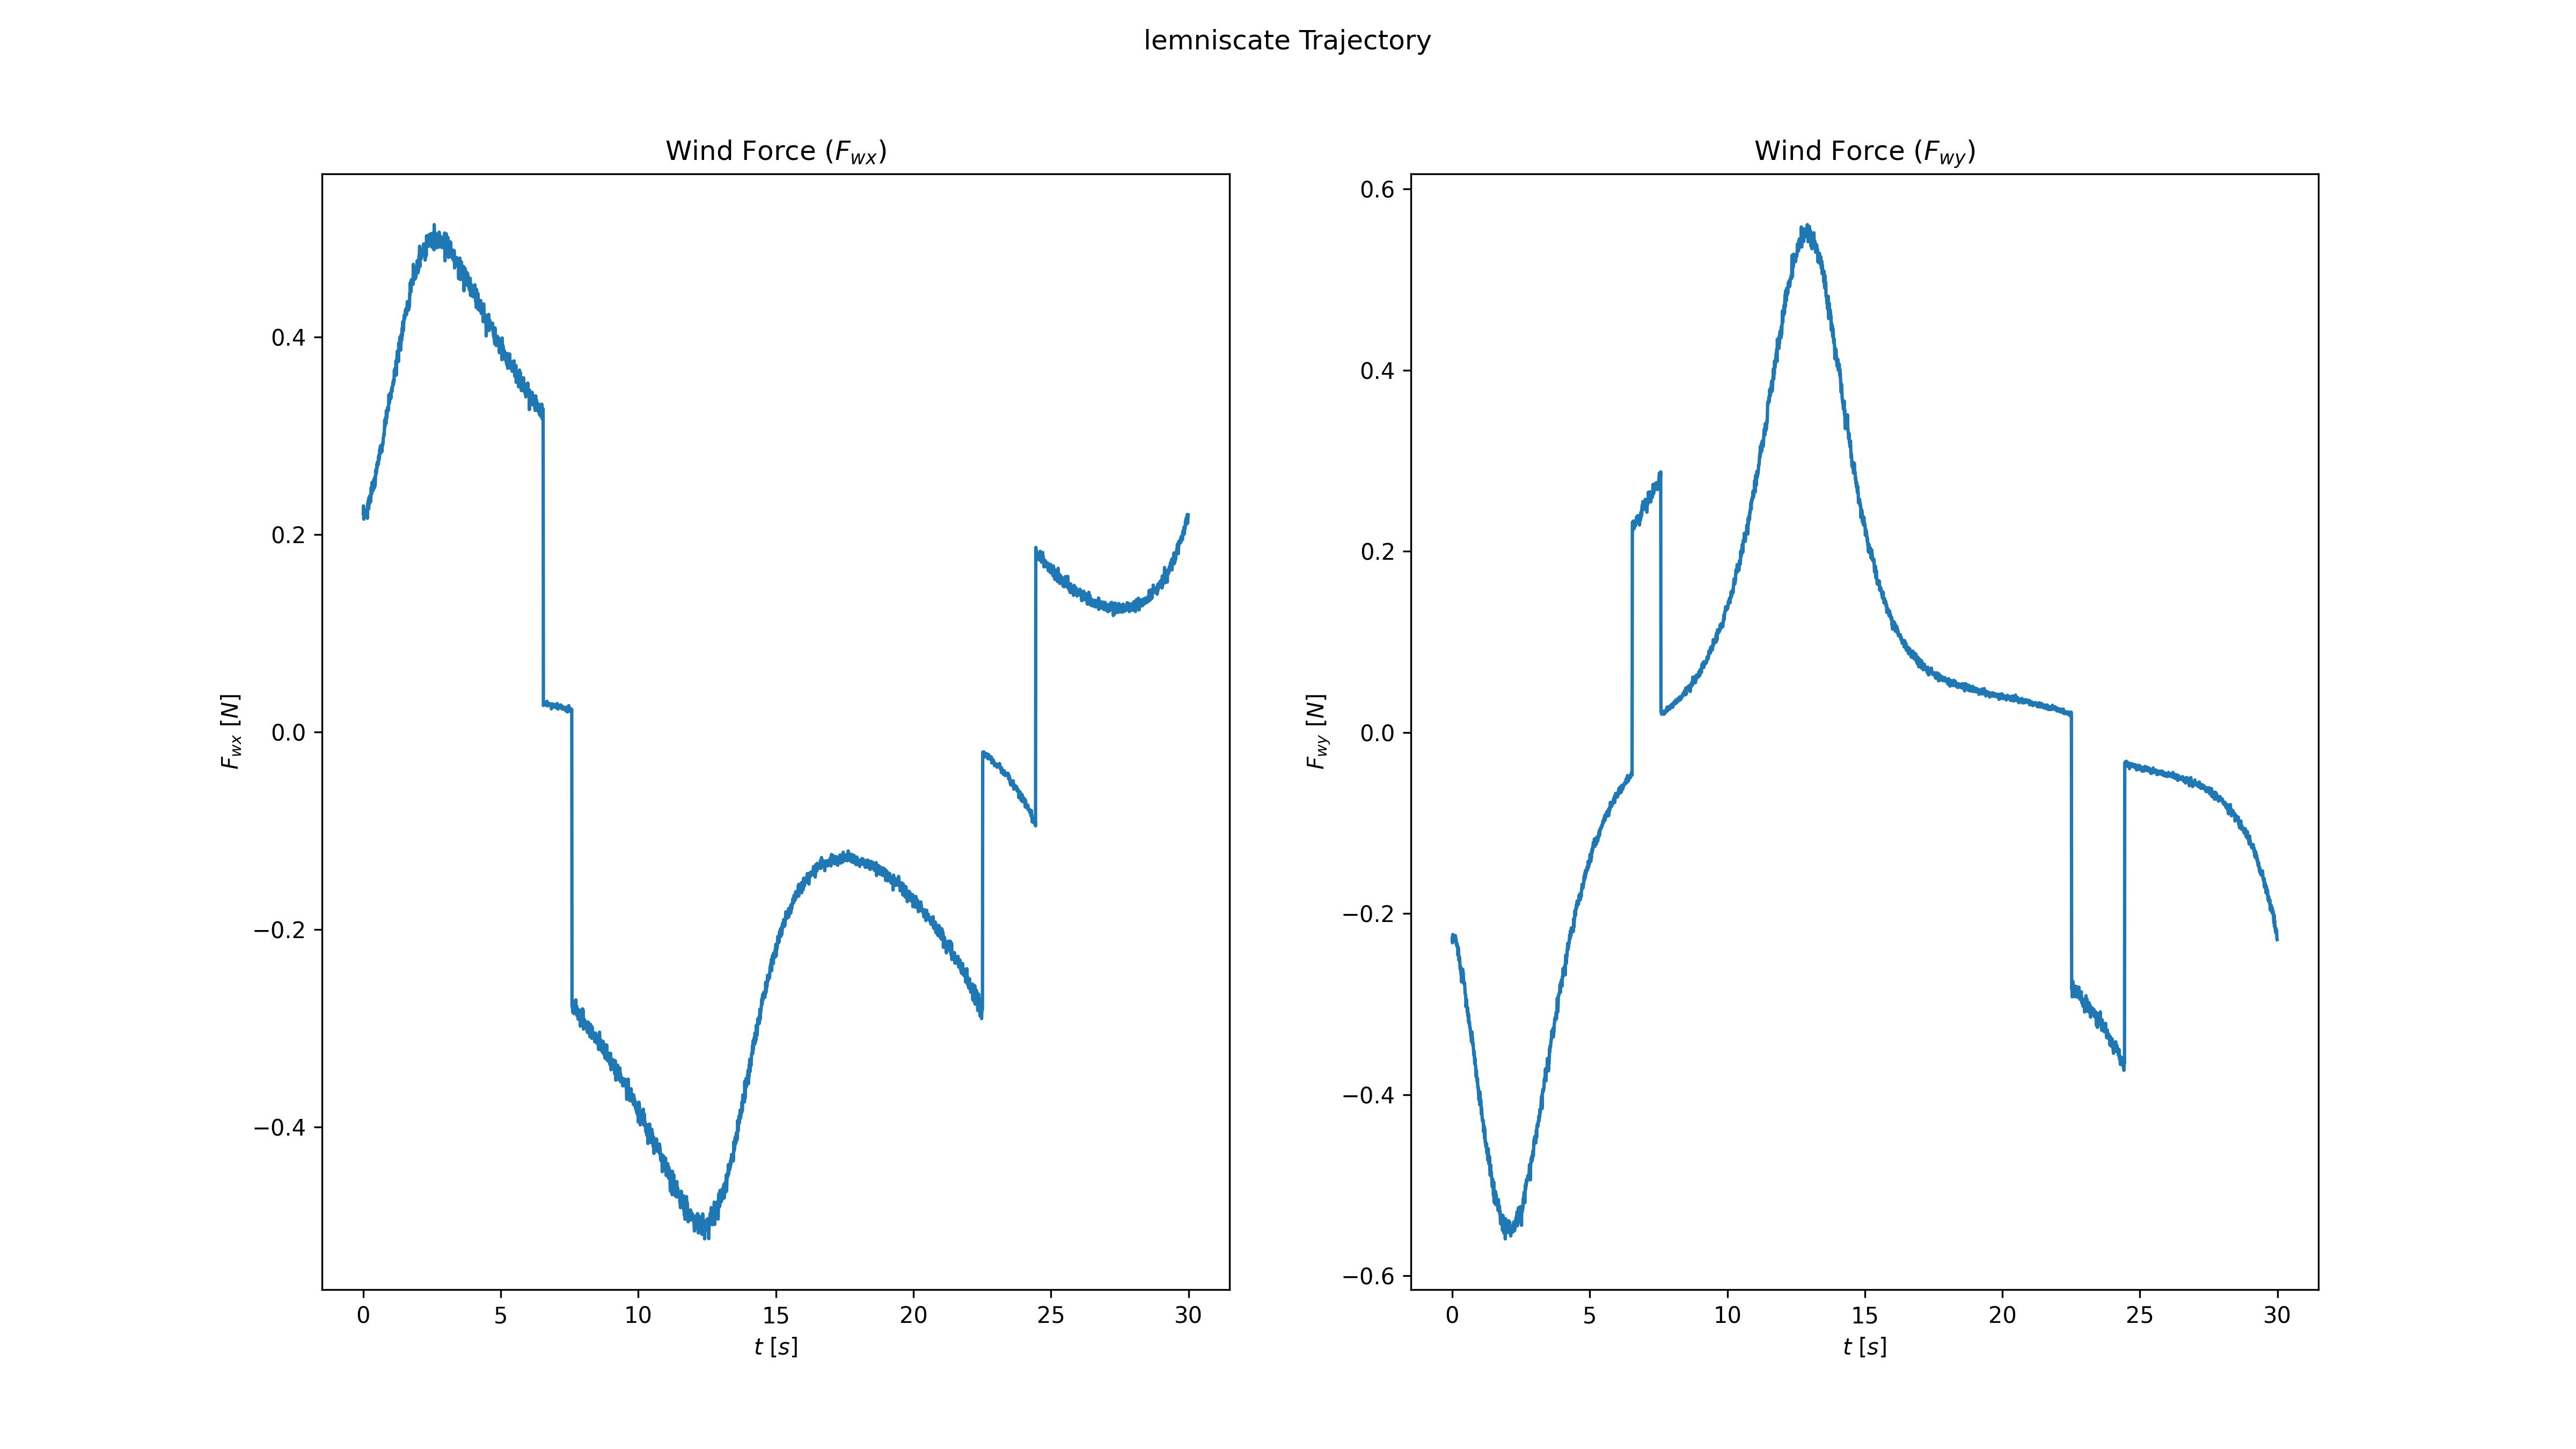 lemniscate Trajectory
Wind Force (F_wx)
0.4
0.2
0.0
−0.2
−0.4
F_wx [N]
0 5 10 15 20 25 30
t [s]
Wind Force (F_wy)
0.6
0.4
0.2
0.0
−0.2
−0.4
−0.6
F_wy [N]
0 5 10 15 20 25 30
t [s]